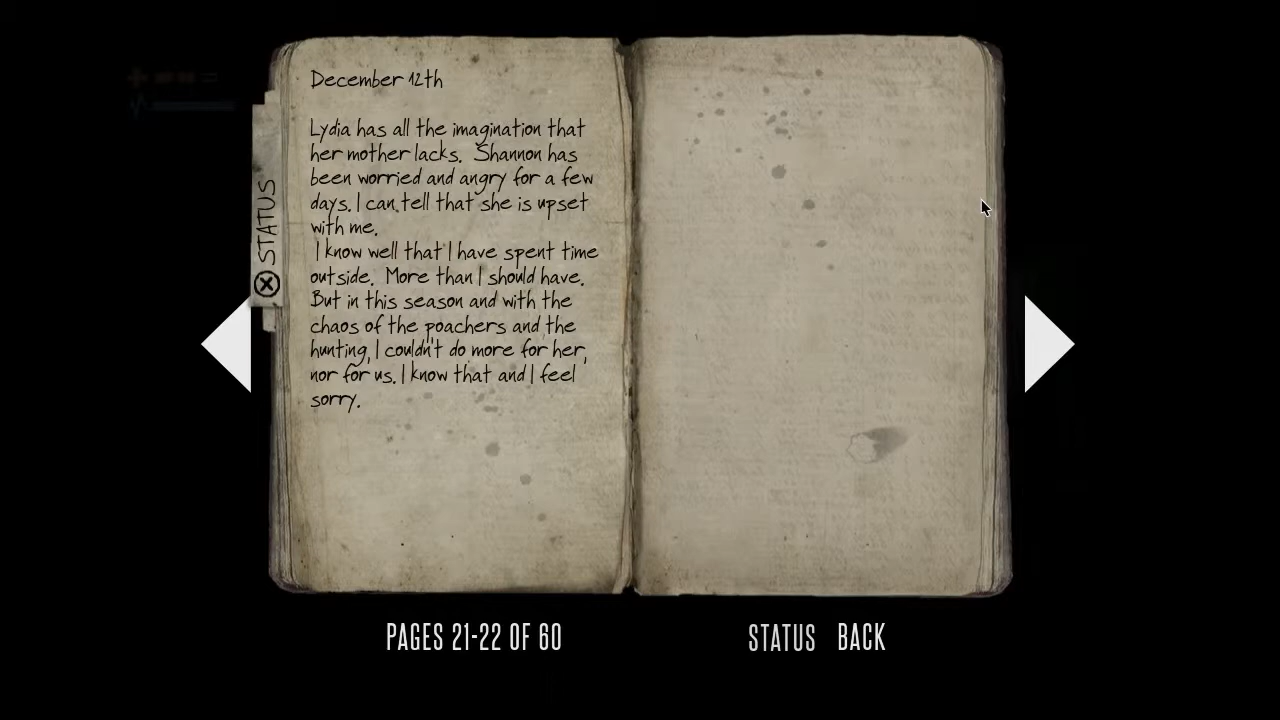 December 12th
Lydia has all the imagination that
her mother lacks. Shannon has
been worried and angry for a few
days. I can tell that she is upset
with me.
I know well that I have spent time
outside. More than I should have.
But in this season and with the
chaos of the poachers and the
hunting, I couldn't do more for her,
nor for us. I know that and I feel
sorry.
STATUS
PAGES 21-22 OF 60
STATUS BACK